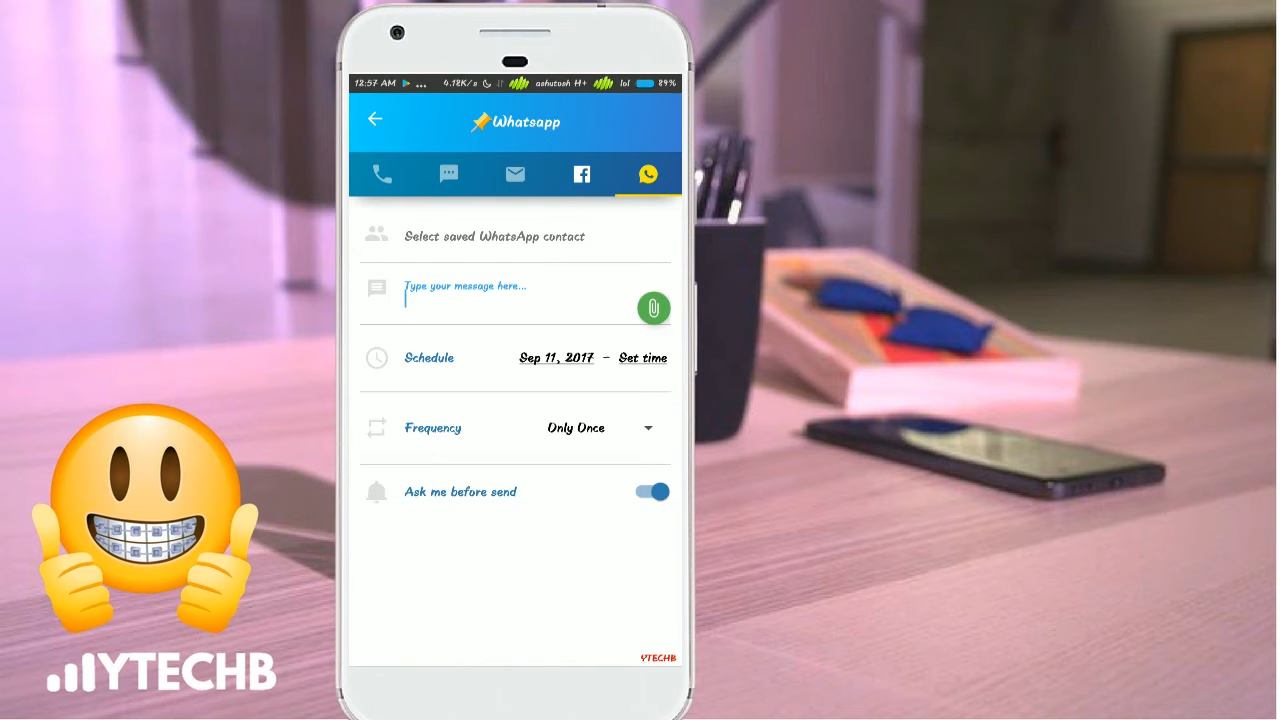 12:57 AM ... 4.12K/s ashutosh H+ lol 89%
Whatsapp
Select saved WhatsApp contact
Type your message here...
Schedule Sep 11, 2017 - Set time
Frequency Only Once
Ask me before send
YTECHB
YTECHB